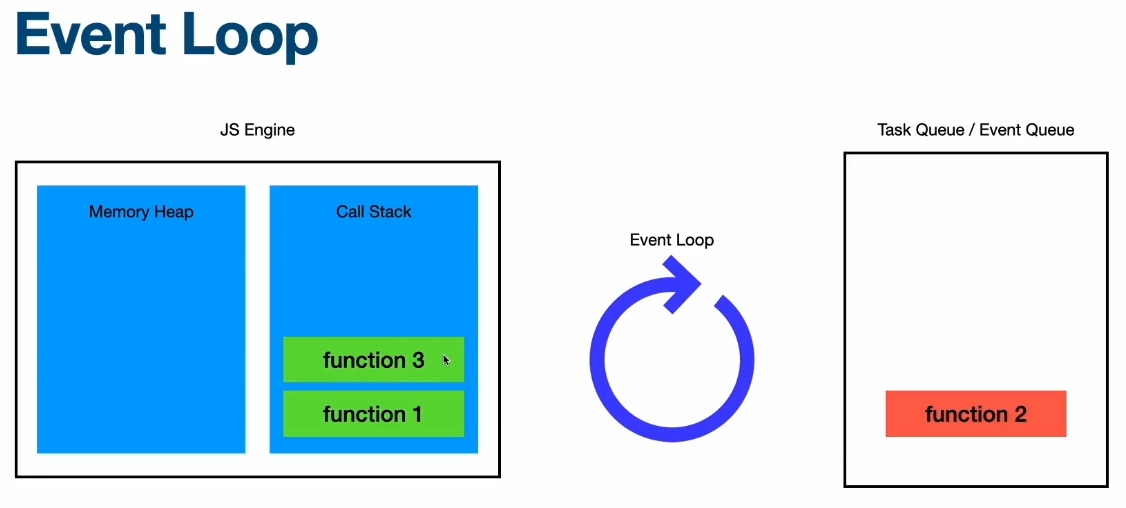 Event Loop
JS Engine
Task Queue / Event Queue
Memory Heap
Call Stack
Event Loop
function 3
function 1
function 2